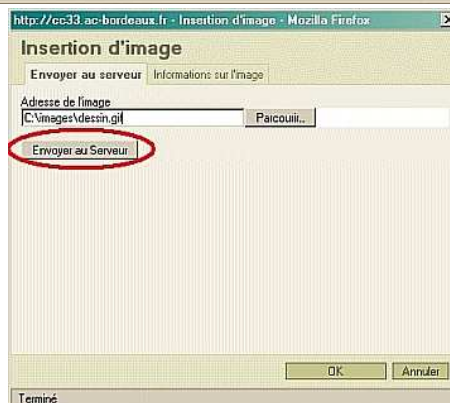 http://cc33.ac-bordeaux.fr - Insertion d'image - Mozilla Firefox
Insertion d'image
Envoyer au serveur Informations sur l'image
Adresse de l'image
C:\images\dessin.gif Parcourir..
Envoyer au Serveur
OK Annuler
Terminé